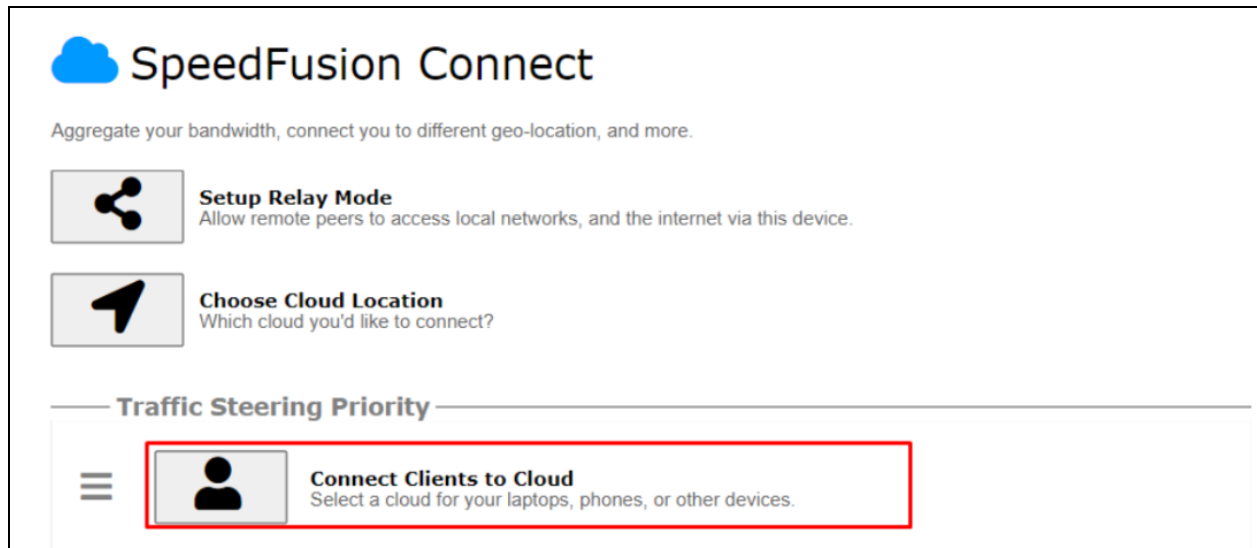 SpeedFusion Connect
Aggregate your bandwidth, connect you to different geo-location, and more.
Setup Relay Mode
Allow remote peers to access local networks, and the internet via this device.
Choose Cloud Location
Which cloud you'd like to connect?
Traffic Steering Priority
Connect Clients to Cloud
Select a cloud for your laptops, phones, or other devices.